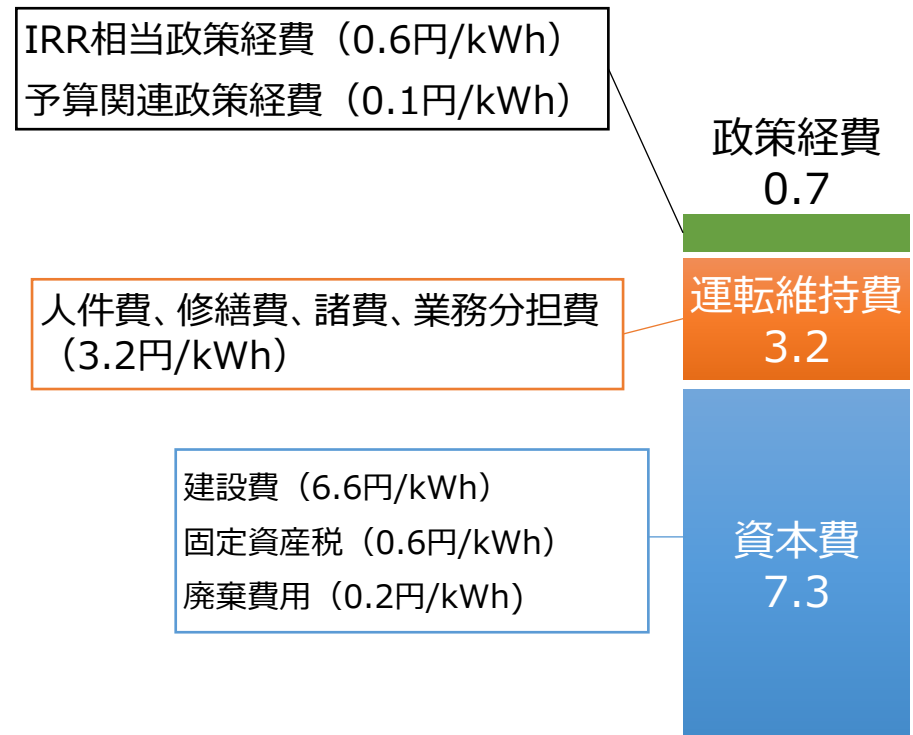 IRR相当政策経費（0.6円/kWh）
予算関連政策経費（0.1円/kWh）
政策経費
0.7
人件費、修繕費、諸費、業務分担費
（3.2円/kWh）
運転維持費
3.2
建設費（6.6円/kWh）
固定資産税（0.6円/kWh）
廃棄費用（0.2円/kWh)
資本費
7.3